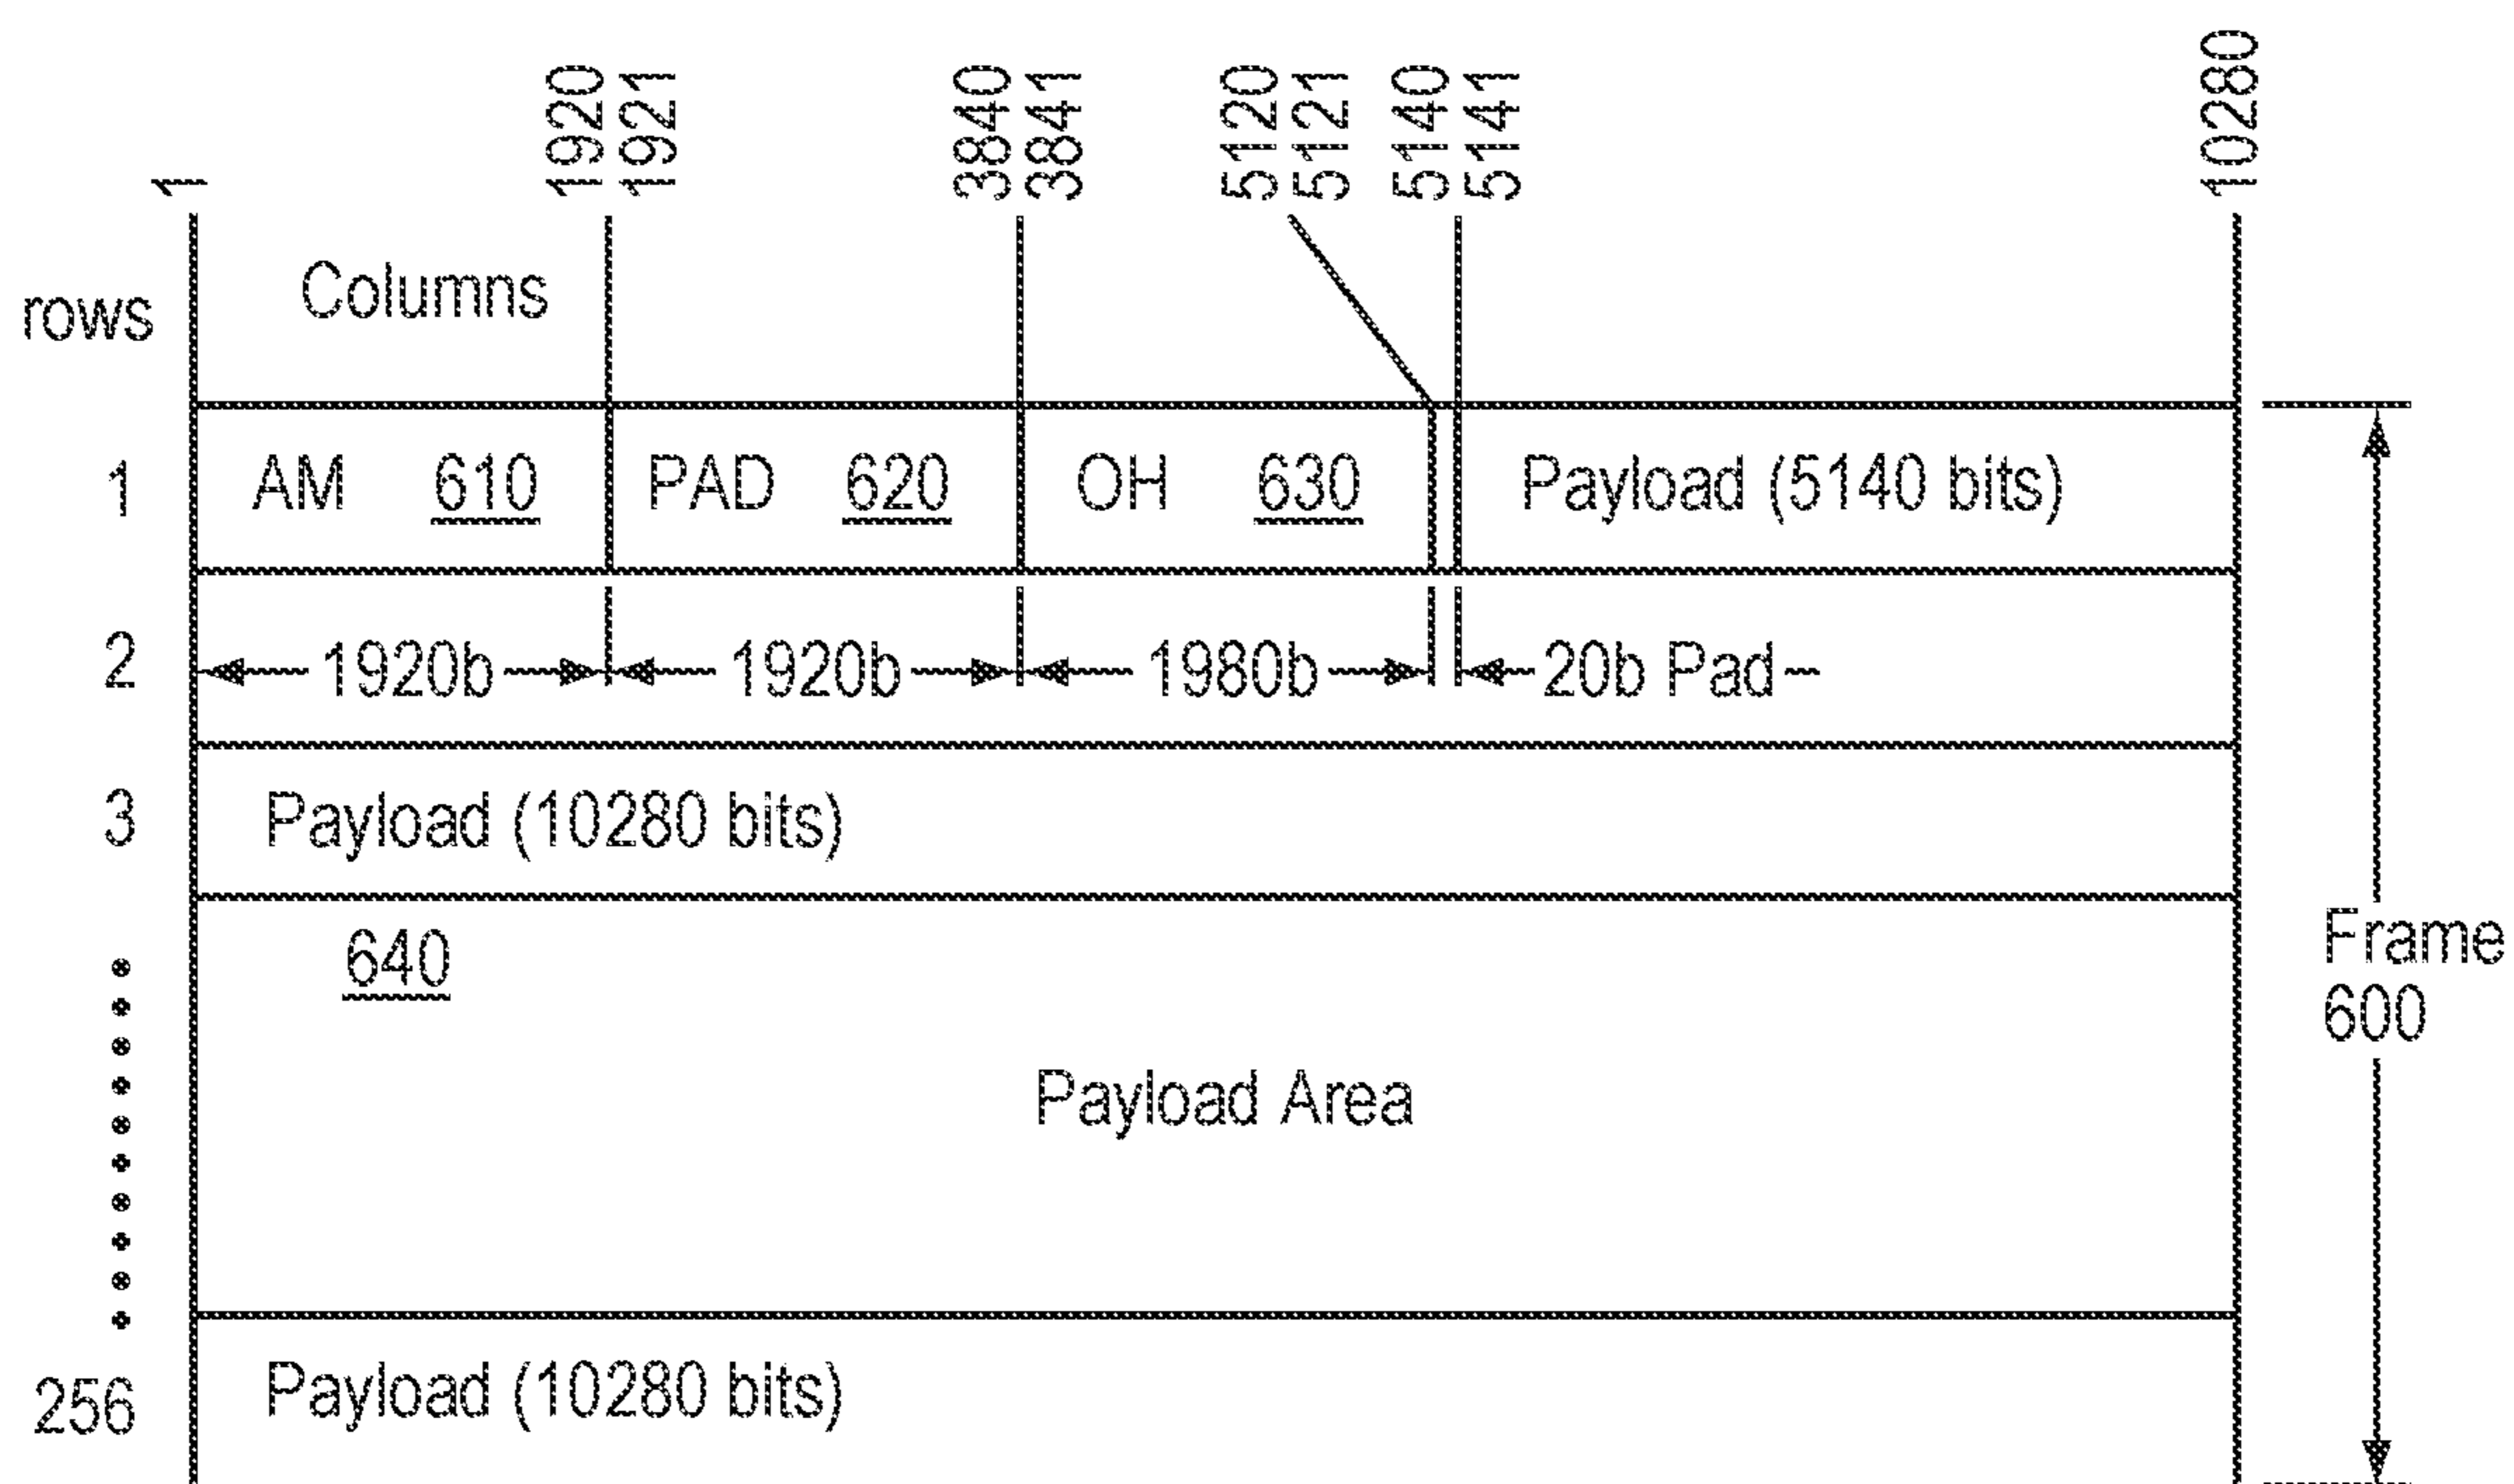 1
1920
1921
3840
3841
5120
5121
5140
5141
10280
rows
Columns
1
AM 610
PAD 620
OH 630
Payload (5140 bits)
2
1920b
1920b
1980b
20b Pad
3
Payload (10280 bits)
640
Payload Area
Frame
600
256
Payload (10280 bits)